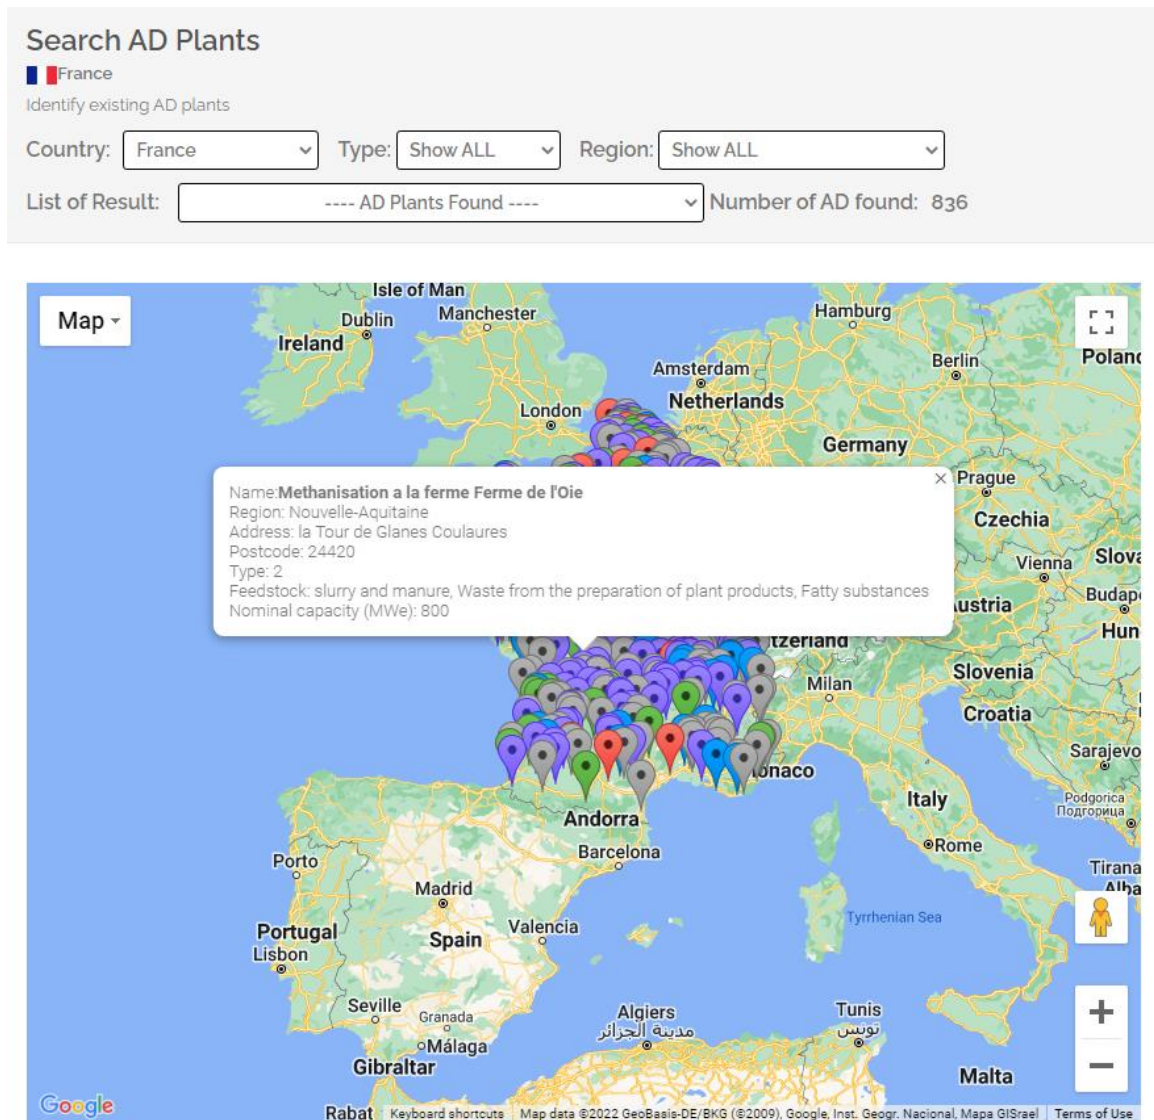 Search AD Plants
France
Identify existing AD plants
Country: France Type: Show ALL Region: Show ALL
List of Result: ---- AD Plants Found ---- Number of AD found: 836
Map
Isle of Man
Dublin
Manchester
Hamburg
Ireland
Amsterdam
Berlin
Poland
Netherlands
London
Germany
Name:Methanisation a la ferme Ferme de l'Oie
Region: Nouvelle-Aquitaine
Address: la Tour de Glanes Coulaures
Postcode: 24420
Type: 2
Feedstock: slurry and manure, Waste from the preparation of plant products, Fatty substances
Nominal capacity (MWe): 800
Prague
Czechia
Vienna
Slova
Budap
ustria
Hun
tzerland
Slovenia
Milan
Croatia
Sarajevo
onaco
Italy
Podgorica
Подгорица
Andorra
Barcelona
Rome
Porto
Tirana
Alba
Madrid
Tyrrhenian Sea
Portugal
Spain
Valencia
Lisbon
Seville
Granada
Algiers
مدينة الجزائر
Tunis
تونس
Málaga
Gibraltar
Malta
Google
Rabat
Keyboard shortcuts Map data ©2022 GeoBasis-DE/BKG (©2009), Google, Inst. Geogr. Nacional, Mapa GISrael Terms of Use